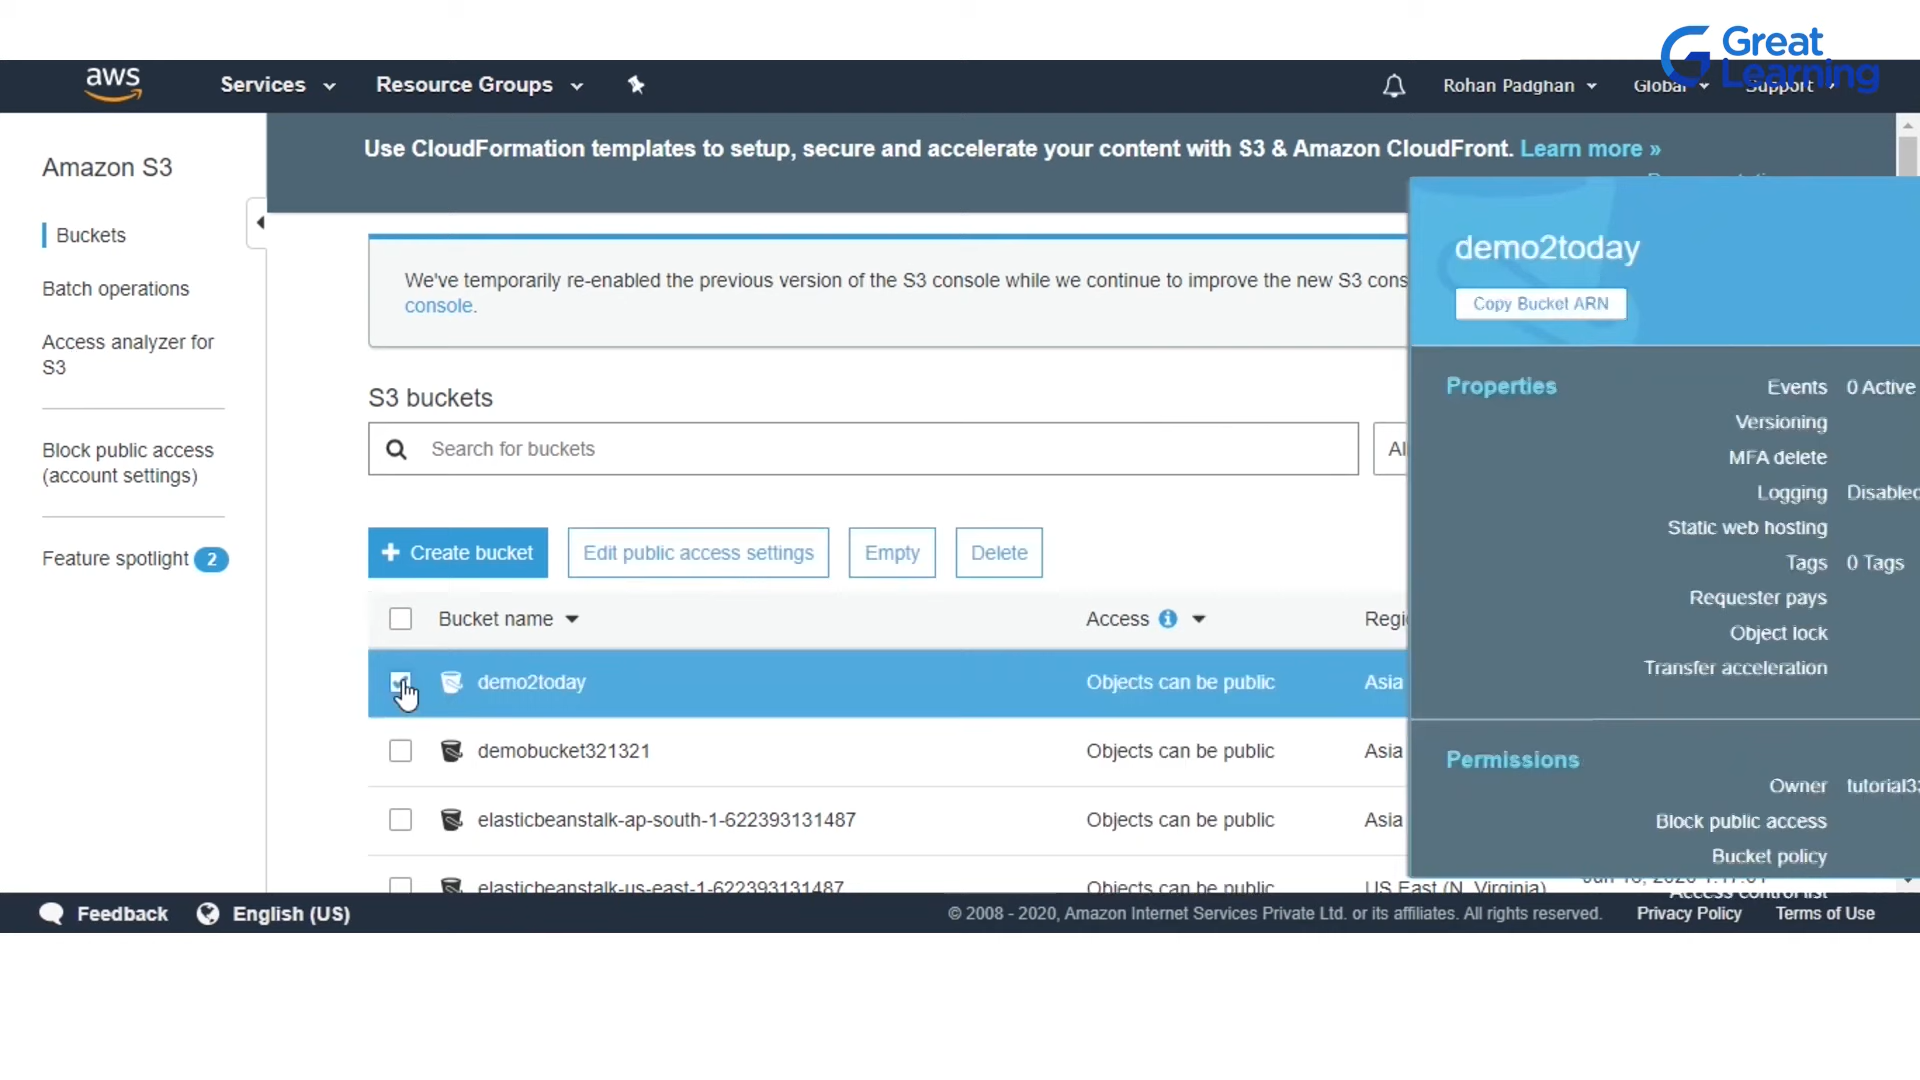 Great
Learning
aws
Services
Resource Groups
Rohan Padghan
Global
Support
Amazon S3
Buckets
Batch operations
Access analyzer for
S3
Block public access
(account settings)
Feature spotlight 2
Use CloudFormation templates to setup, secure and accelerate your content with S3 & Amazon CloudFront. Learn more »
We've temporarily re-enabled the previous version of the S3 console while we continue to improve the new S3 cons
console.
S3 buckets
Search for buckets
Al
+ Create bucket
Edit public access settings
Empty
Delete
Bucket name
Access
Regi
demo2today
Objects can be public
Asia
demobucket321321
Objects can be public
Asia
elasticbeanstalk-ap-south-1-622393131487
Objects can be public
Asia
elasticbeanstalk-us-east-1-622393131487
Objects can be public
US East (N. Virginia)
demo2today
Copy Bucket ARN
Properties
Events 0 Active
Versioning
MFA delete
Logging Disabled
Static web hosting
Tags 0 Tags
Requester pays
Object lock
Transfer acceleration
Permissions
Owner tutorial33
Block public access
Bucket policy
Access control list
Feedback
English (US)
© 2008 - 2020, Amazon Internet Services Private Ltd. or its affiliates. All rights reserved.
Privacy Policy
Terms of Use